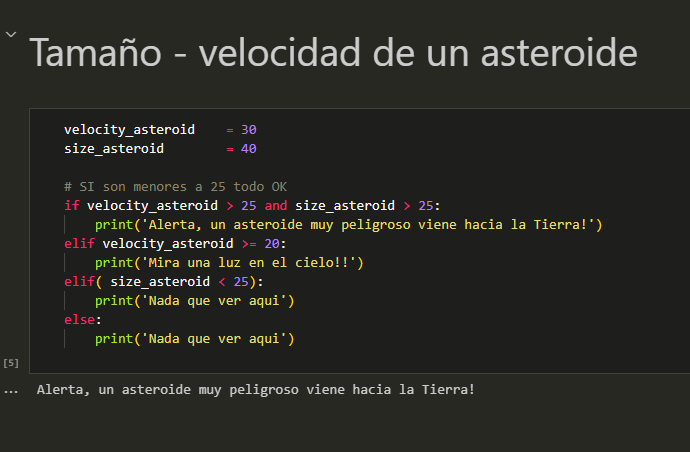 Tamaño - velocidad de un asteroide
velocity_asteroid    = 30
size_asteroid        = 40
# SI son menores a 25 todo OK
if velocity_asteroid > 25 and size_asteroid > 25:
    print('Alerta, un asteroide muy peligroso viene hacia la Tierra!')
elif velocity_asteroid >= 20:
    print('Mira una luz en el cielo!!')
elif( size_asteroid < 25):
    print('Nada que ver aqui')
else:
    print('Nada que ver aqui')
[5]
... Alerta, un asteroide muy peligroso viene hacia la Tierra!